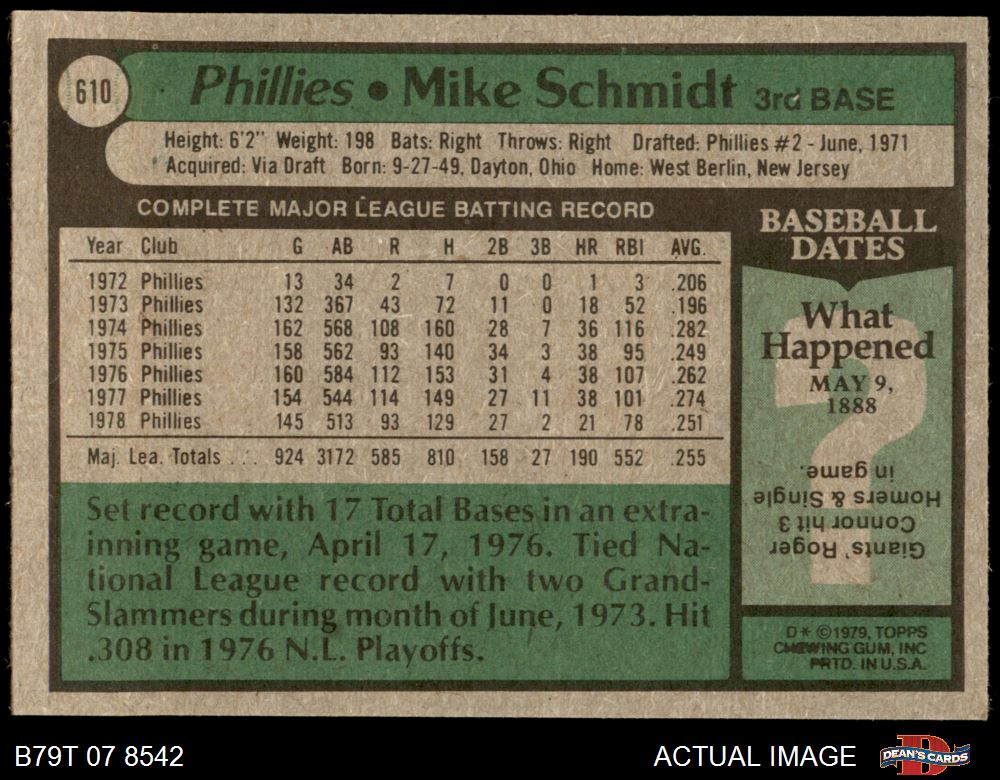 610
Phillies • Mike Schmidt 3rd BASE
Height: 6'2" Weight: 198 Bats: Right Throws: Right Drafted: Phillies #2 - June, 1971
Acquired: Via Draft Born: 9-27-49, Dayton, Ohio Home: West Berlin, New Jersey
COMPLETE MAJOR LEAGUE BATTING RECORD
Year Club G AB R H 2B 3B HR RBI AVG.
1972 Phillies 13 34 2 7 0 0 1 3 .206
1973 Phillies 132 367 43 72 11 0 18 52 .196
1974 Phillies 162 568 108 160 28 7 36 116 .282
1975 Phillies 158 562 93 140 34 3 38 95 .249
1976 Phillies 160 584 112 153 31 4 38 107 .262
1977 Phillies 154 544 114 149 27 11 38 101 .274
1978 Phillies 145 513 93 129 27 2 21 78 .251
Maj. Lea. Totals . . . 924 3172 585 810 158 27 190 552 .255
Set record with 17 Total Bases in an extra-
inning game, April 17, 1976. Tied Na-
tional League record with two Grand-
Slammers during month of June, 1973. Hit
.308 in 1976 N.L. Playoffs.
BASEBALL
DATES
What
Happened
MAY 9,
1888
?
Giants' Roger
Connor hit 3
Homers & Single
in game.
D* ©1979, TOPPS
CHEWING GUM, INC
PRTD. IN U.S.A.
B79T 07 8542
ACTUAL IMAGE
D
DEAN'S CARDS